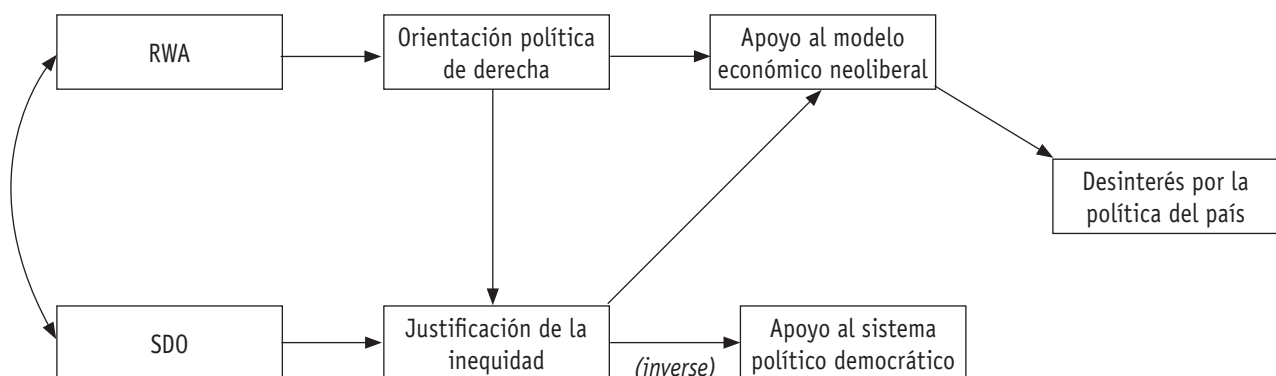 RWA
Orientación política
de derecha
Apoyo al modelo
económico neoliberal
Desinterés por la
política del país
SDO
Justificación de la
inequidad
(inverse)
Apoyo al sistema
político democrático